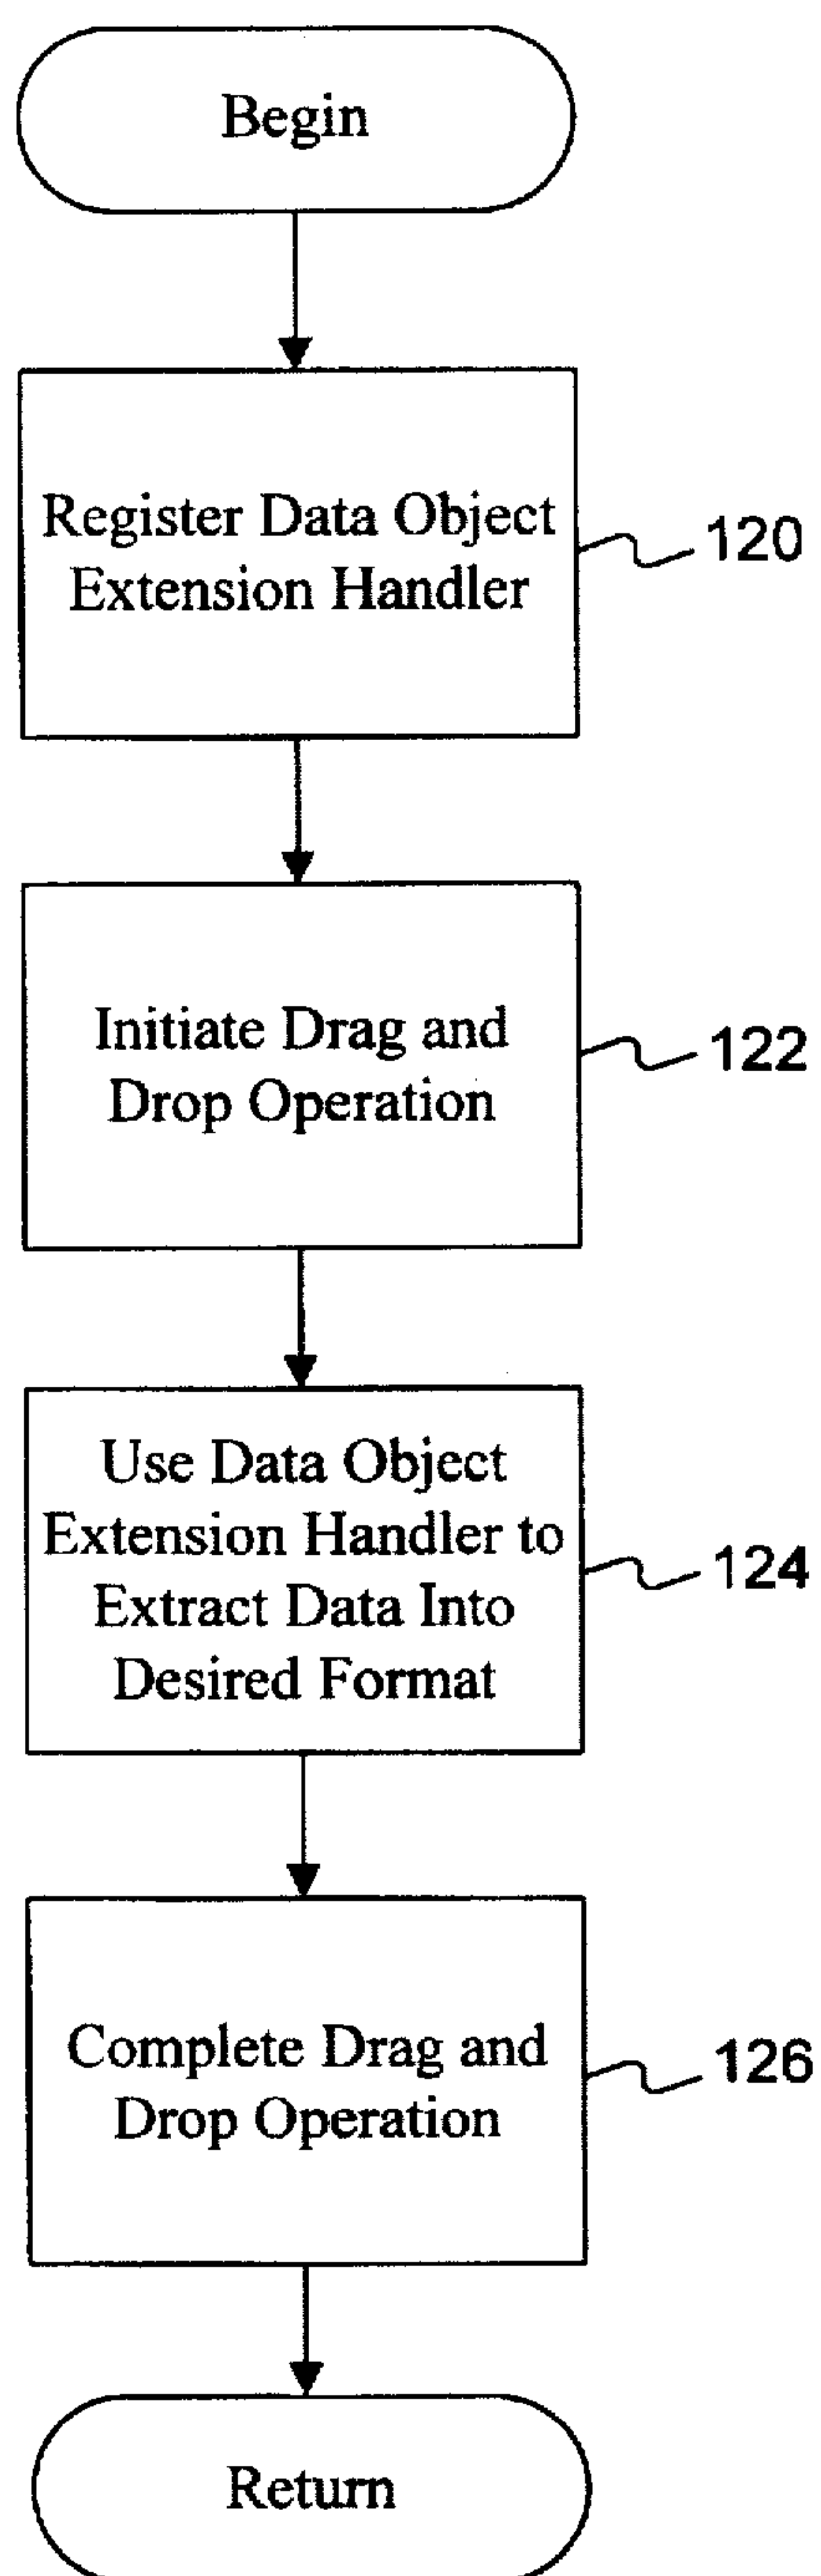 Begin
Register Data Object
Extension Handler
120
Initiate Drag and
Drop Operation
122
Use Data Object
Extension Handler to
Extract Data Into
Desired Format
124
Complete Drag and
Drop Operation
126
Return